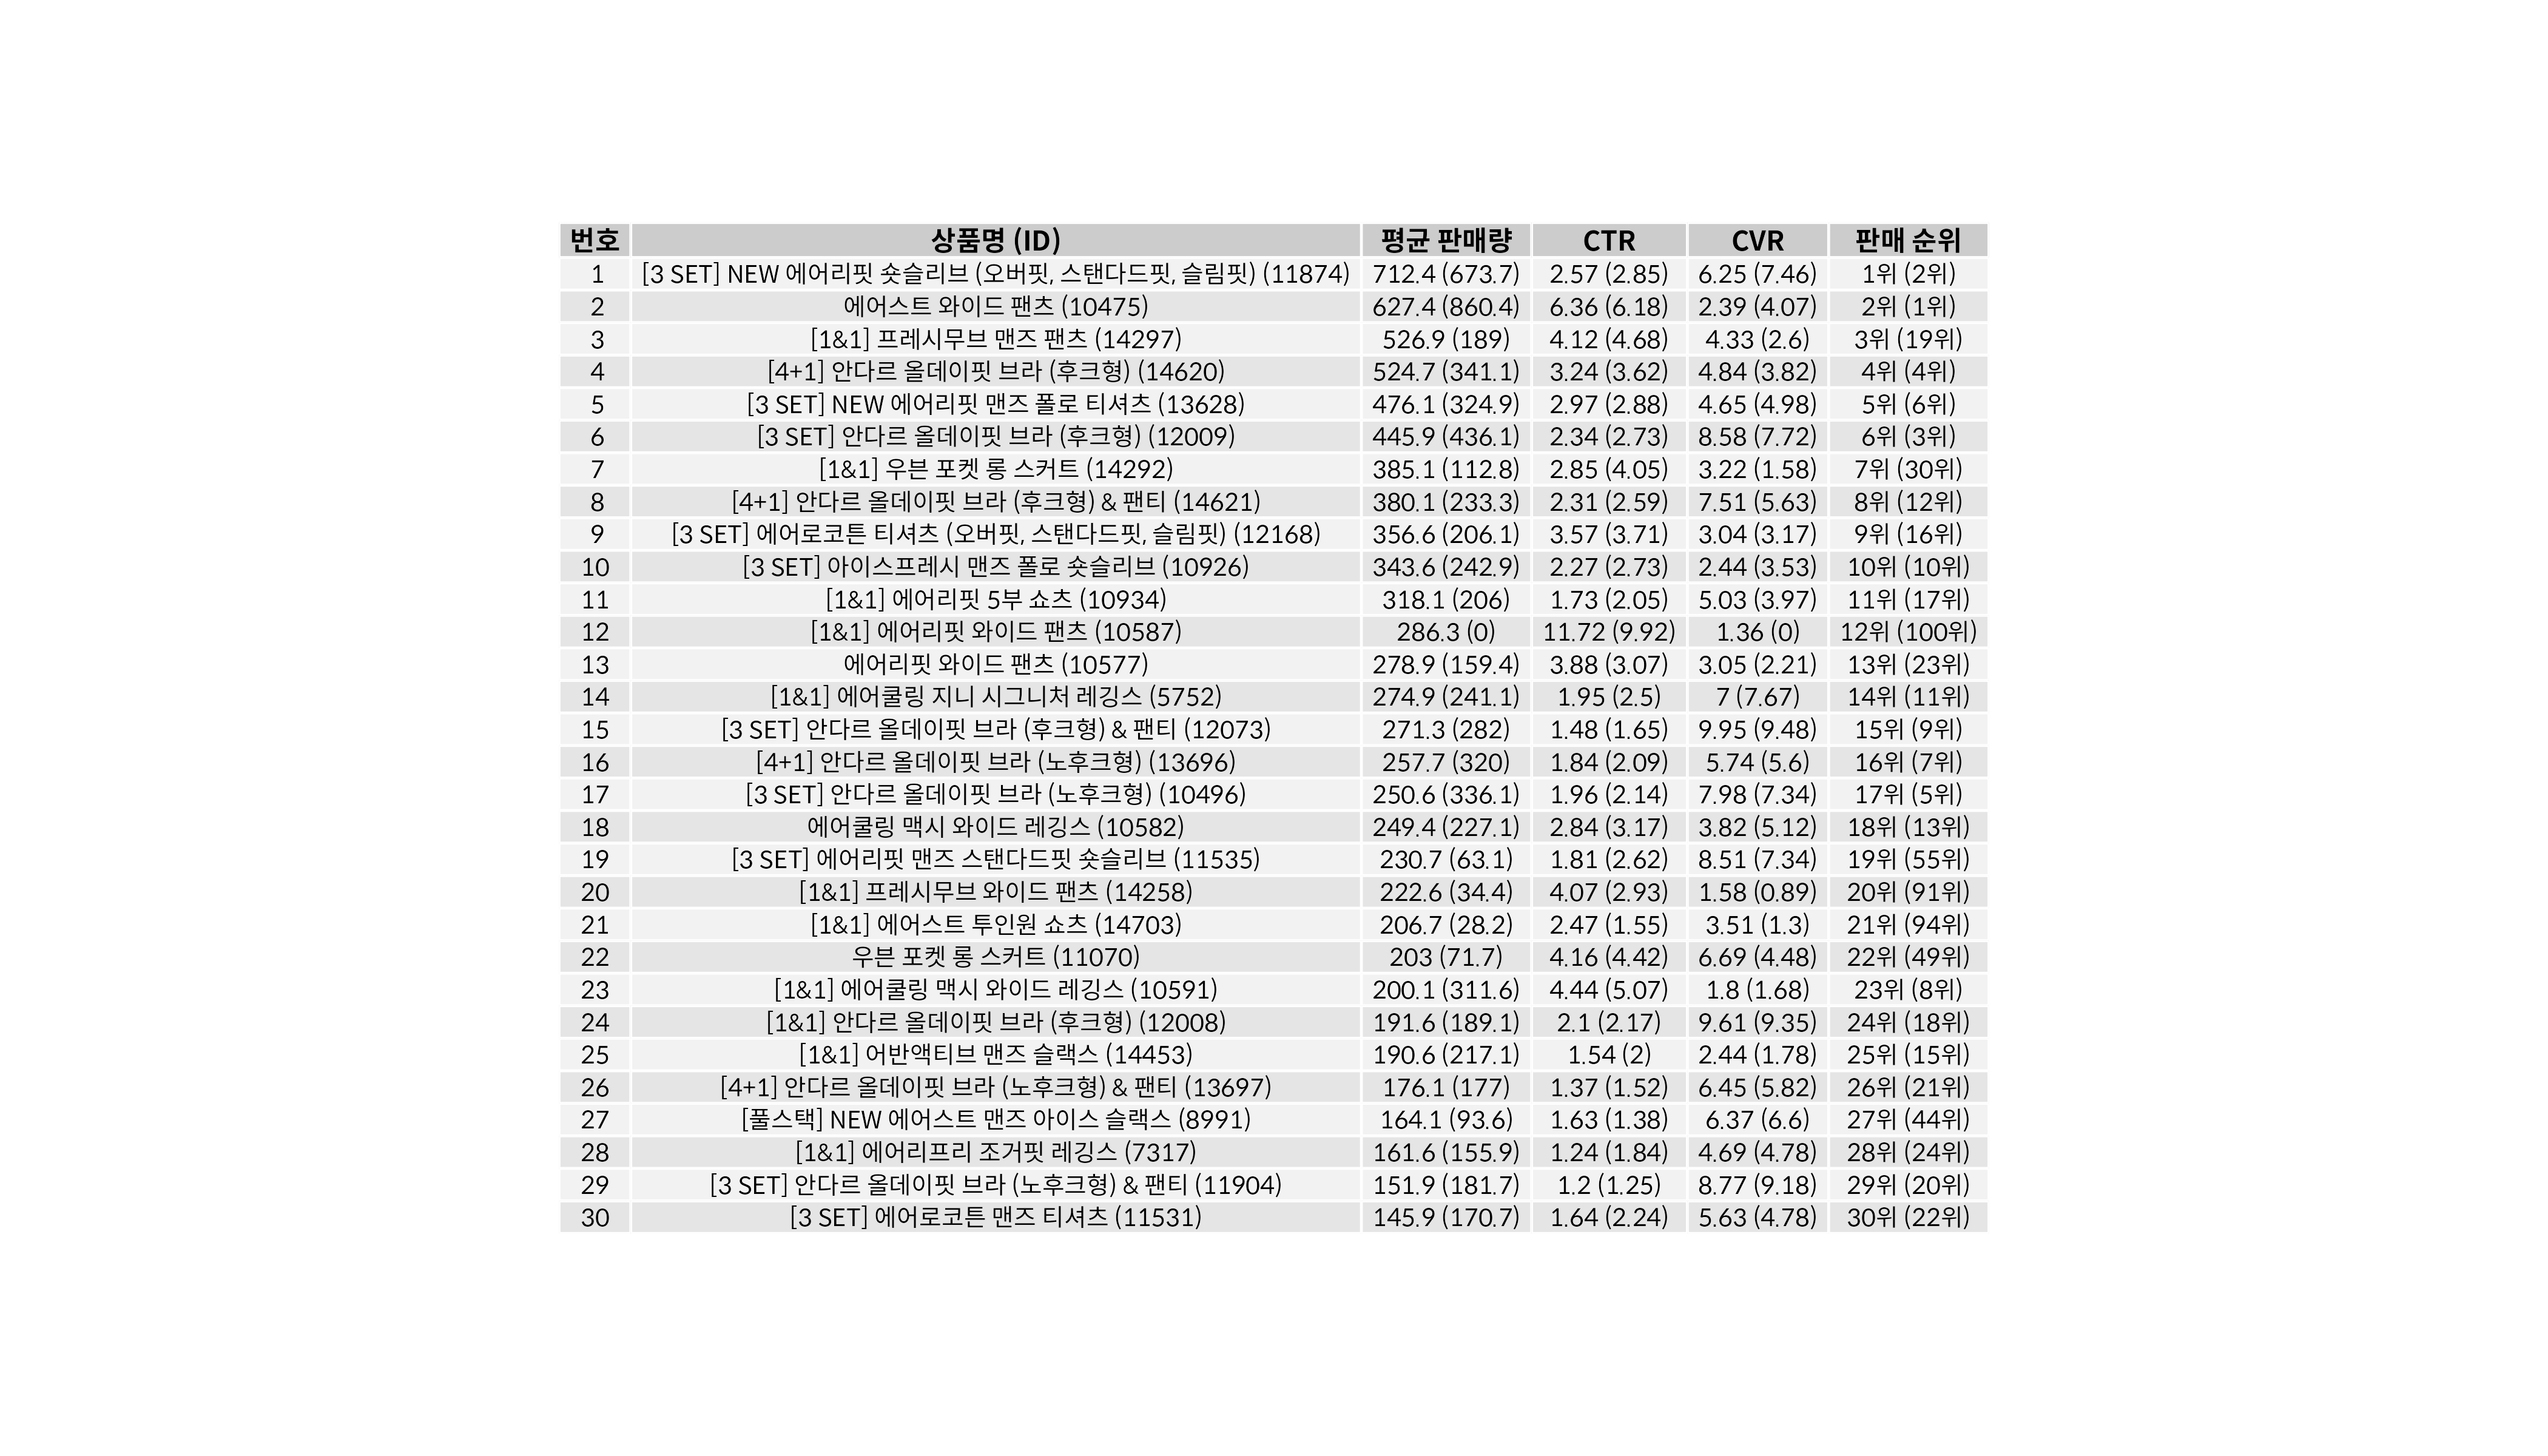 번호 상품명 (ID) 평균 판매량 CTR CVR 판매 순위
1 [3 SET] NEW 에어리핏 숏슬리브 (오버핏, 스탠다드핏, 슬림핏) (11874) 712.4 (673.7) 2.57 (2.85) 6.25 (7.46) 1위 (2위)
2 에어스트 와이드 팬츠 (10475) 627.4 (860.4) 6.36 (6.18) 2.39 (4.07) 2위 (1위)
3 [1&1] 프레시무브 맨즈 팬츠 (14297) 526.9 (189) 4.12 (4.68) 4.33 (2.6) 3위 (19위)
4 [4+1] 안다르 올데이핏 브라 (후크형) (14620) 524.7 (341.1) 3.24 (3.62) 4.84 (3.82) 4위 (4위)
5 [3 SET] NEW 에어리핏 맨즈 폴로 티셔츠 (13628) 476.1 (324.9) 2.97 (2.88) 4.65 (4.98) 5위 (6위)
6 [3 SET] 안다르 올데이핏 브라 (후크형) (12009) 445.9 (436.1) 2.34 (2.73) 8.58 (7.72) 6위 (3위)
7 [1&1] 우븐 포켓 롱 스커트 (14292) 385.1 (112.8) 2.85 (4.05) 3.22 (1.58) 7위 (30위)
8 [4+1] 안다르 올데이핏 브라 (후크형) & 팬티 (14621) 380.1 (233.3) 2.31 (2.59) 7.51 (5.63) 8위 (12위)
9 [3 SET] 에어로코튼 티셔츠 (오버핏, 스탠다드핏, 슬림핏) (12168) 356.6 (206.1) 3.57 (3.71) 3.04 (3.17) 9위 (16위)
10 [3 SET] 아이스프레시 맨즈 폴로 숏슬리브 (10926) 343.6 (242.9) 2.27 (2.73) 2.44 (3.53) 10위 (10위)
11 [1&1] 에어리핏 5부 쇼츠 (10934) 318.1 (206) 1.73 (2.05) 5.03 (3.97) 11위 (17위)
12 [1&1] 에어리핏 와이드 팬츠 (10587) 286.3 (0) 11.72 (9.92) 1.36 (0) 12위 (100위)
13 에어리핏 와이드 팬츠 (10577) 278.9 (159.4) 3.88 (3.07) 3.05 (2.21) 13위 (23위)
14 [1&1] 에어쿨링 지니 시그니처 레깅스 (5752) 274.9 (241.1) 1.95 (2.5) 7 (7.67) 14위 (11위)
15 [3 SET] 안다르 올데이핏 브라 (후크형) & 팬티 (12073) 271.3 (282) 1.48 (1.65) 9.95 (9.48) 15위 (9위)
16 [4+1] 안다르 올데이핏 브라 (노후크형) (13696) 257.7 (320) 1.84 (2.09) 5.74 (5.6) 16위 (7위)
17 [3 SET] 안다르 올데이핏 브라 (노후크형) (10496) 250.6 (336.1) 1.96 (2.14) 7.98 (7.34) 17위 (5위)
18 에어쿨링 맥시 와이드 레깅스 (10582) 249.4 (227.1) 2.84 (3.17) 3.82 (5.12) 18위 (13위)
19 [3 SET] 에어리핏 맨즈 스탠다드핏 숏슬리브 (11535) 230.7 (63.1) 1.81 (2.62) 8.51 (7.34) 19위 (55위)
20 [1&1] 프레시무브 와이드 팬츠 (14258) 222.6 (34.4) 4.07 (2.93) 1.58 (0.89) 20위 (91위)
21 [1&1] 에어스트 투인원 쇼츠 (14703) 206.7 (28.2) 2.47 (1.55) 3.51 (1.3) 21위 (94위)
22 우븐 포켓 롱 스커트 (11070) 203 (71.7) 4.16 (4.42) 6.69 (4.48) 22위 (49위)
23 [1&1] 에어쿨링 맥시 와이드 레깅스 (10591) 200.1 (311.6) 4.44 (5.07) 1.8 (1.68) 23위 (8위)
24 [1&1] 안다르 올데이핏 브라 (후크형) (12008) 191.6 (189.1) 2.1 (2.17) 9.61 (9.35) 24위 (18위)
25 [1&1] 어반액티브 맨즈 슬랙스 (14453) 190.6 (217.1) 1.54 (2) 2.44 (1.78) 25위 (15위)
26 [4+1] 안다르 올데이핏 브라 (노후크형) & 팬티 (13697) 176.1 (177) 1.37 (1.52) 6.45 (5.82) 26위 (21위)
27 [풀스택] NEW 에어스트 맨즈 아이스 슬랙스 (8991) 164.1 (93.6) 1.63 (1.38) 6.37 (6.6) 27위 (44위)
28 [1&1] 에어리프리 조거핏 레깅스 (7317) 161.6 (155.9) 1.24 (1.84) 4.69 (4.78) 28위 (24위)
29 [3 SET] 안다르 올데이핏 브라 (노후크형) & 팬티 (11904) 151.9 (181.7) 1.2 (1.25) 8.77 (9.18) 29위 (20위)
30 [3 SET] 에어로코튼 맨즈 티셔츠 (11531) 145.9 (170.7) 1.64 (2.24) 5.63 (4.78) 30위 (22위)